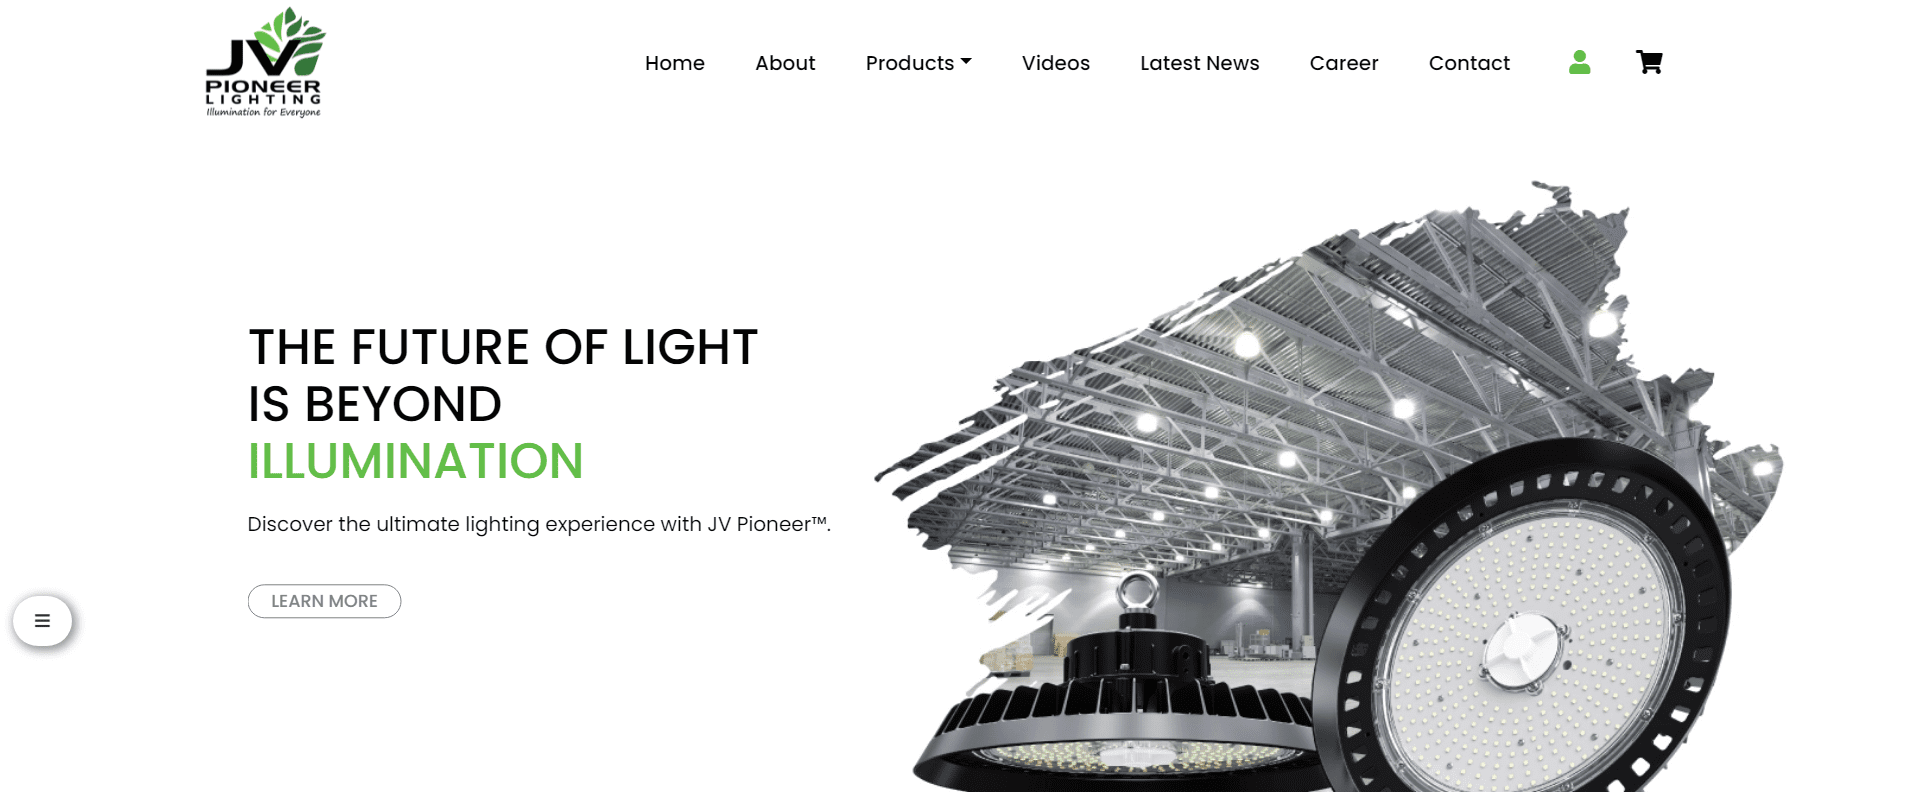 JV
PIONEER
LIGHTING
Illumination for Everyone
Home
About
Products
Videos
Latest News
Career
Contact
THE FUTURE OF LIGHT
IS BEYOND
ILLUMINATION
Discover the ultimate lighting experience with JV Pioneer™.
LEARN MORE